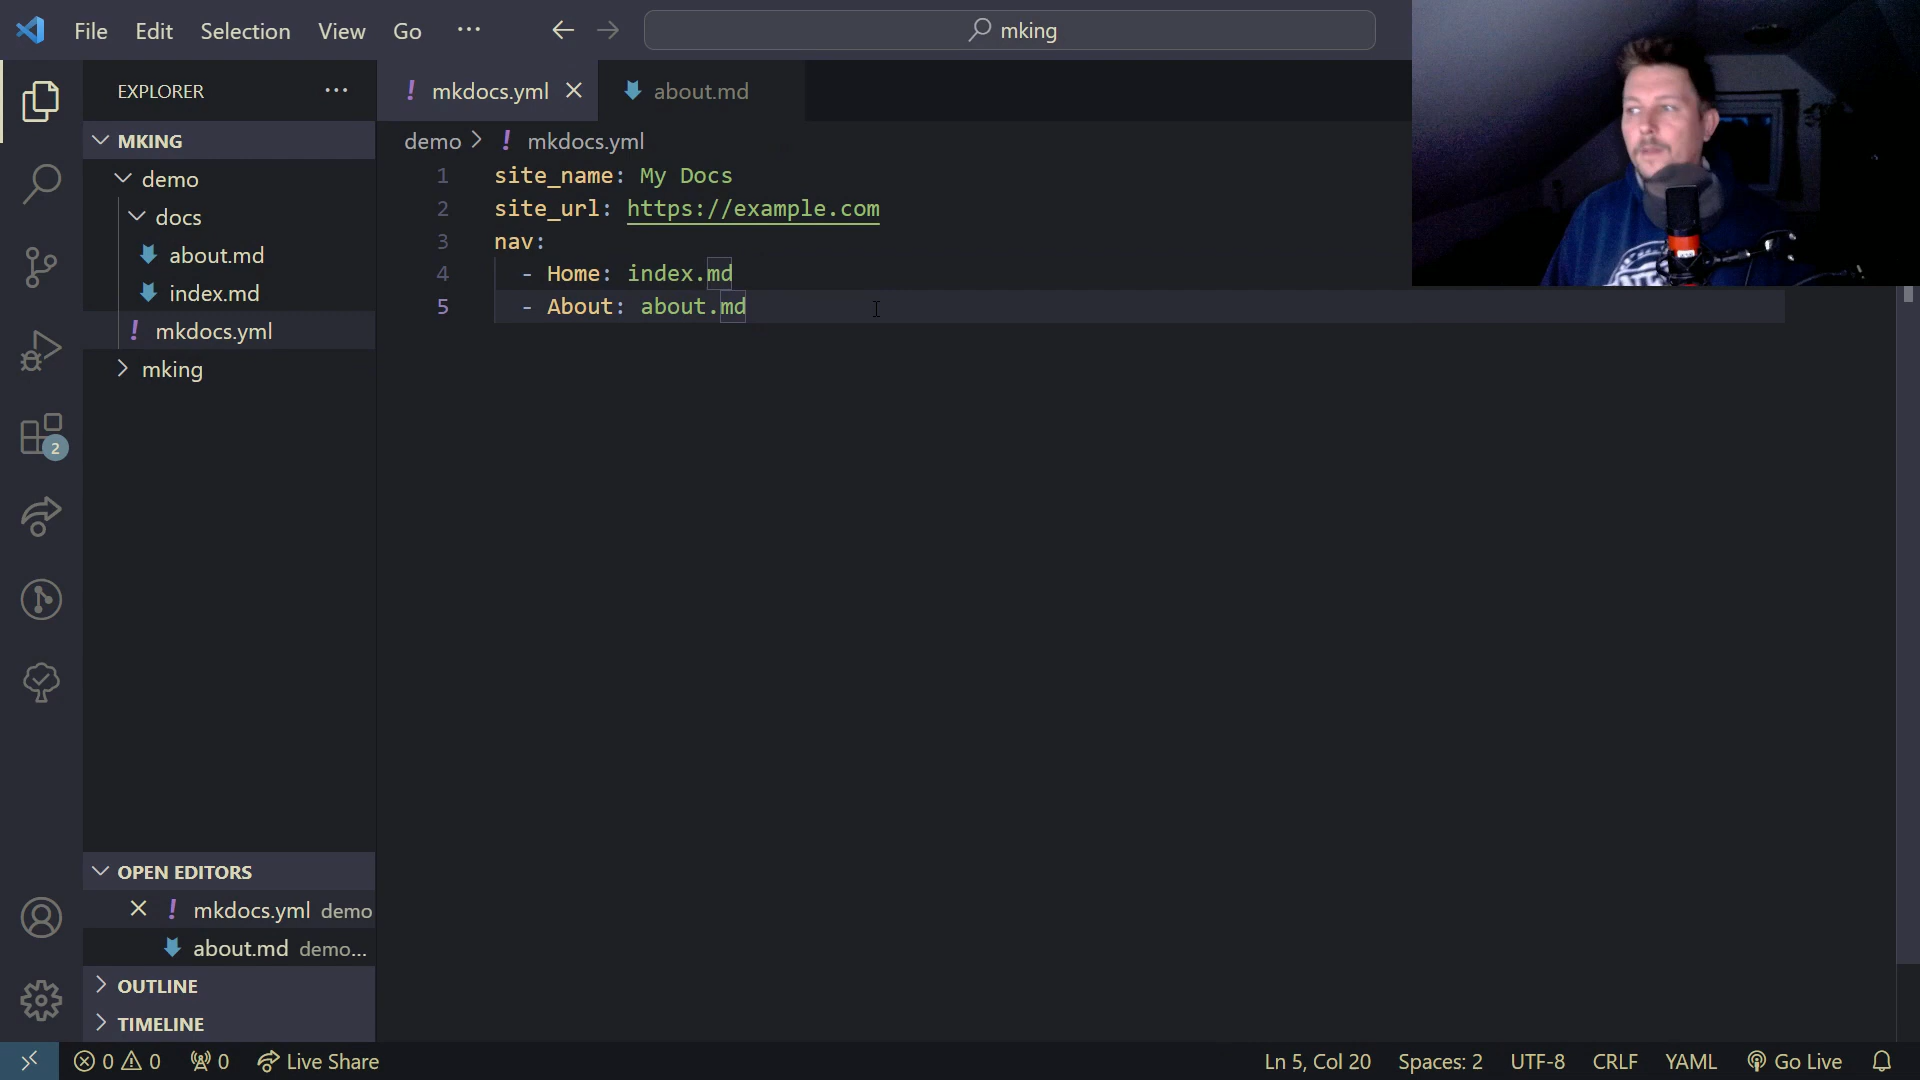 File Edit Selection View Go ···
mking
EXPLORER ···
MKING
demo
docs
about.md
index.md
mkdocs.yml
mking
mkdocs.yml
about.md
demo > ! mkdocs.yml
1 site_name: My Docs
2 site_url: https://example.com
3 nav:
4 - Home: index.md
5 - About: about.md
2
OPEN EDITORS
mkdocs.yml demo
about.md demo...
OUTLINE
TIMELINE
0 0 0 Live Share
Ln 5, Col 20 Spaces: 2 UTF-8 CRLF YAML Go Live